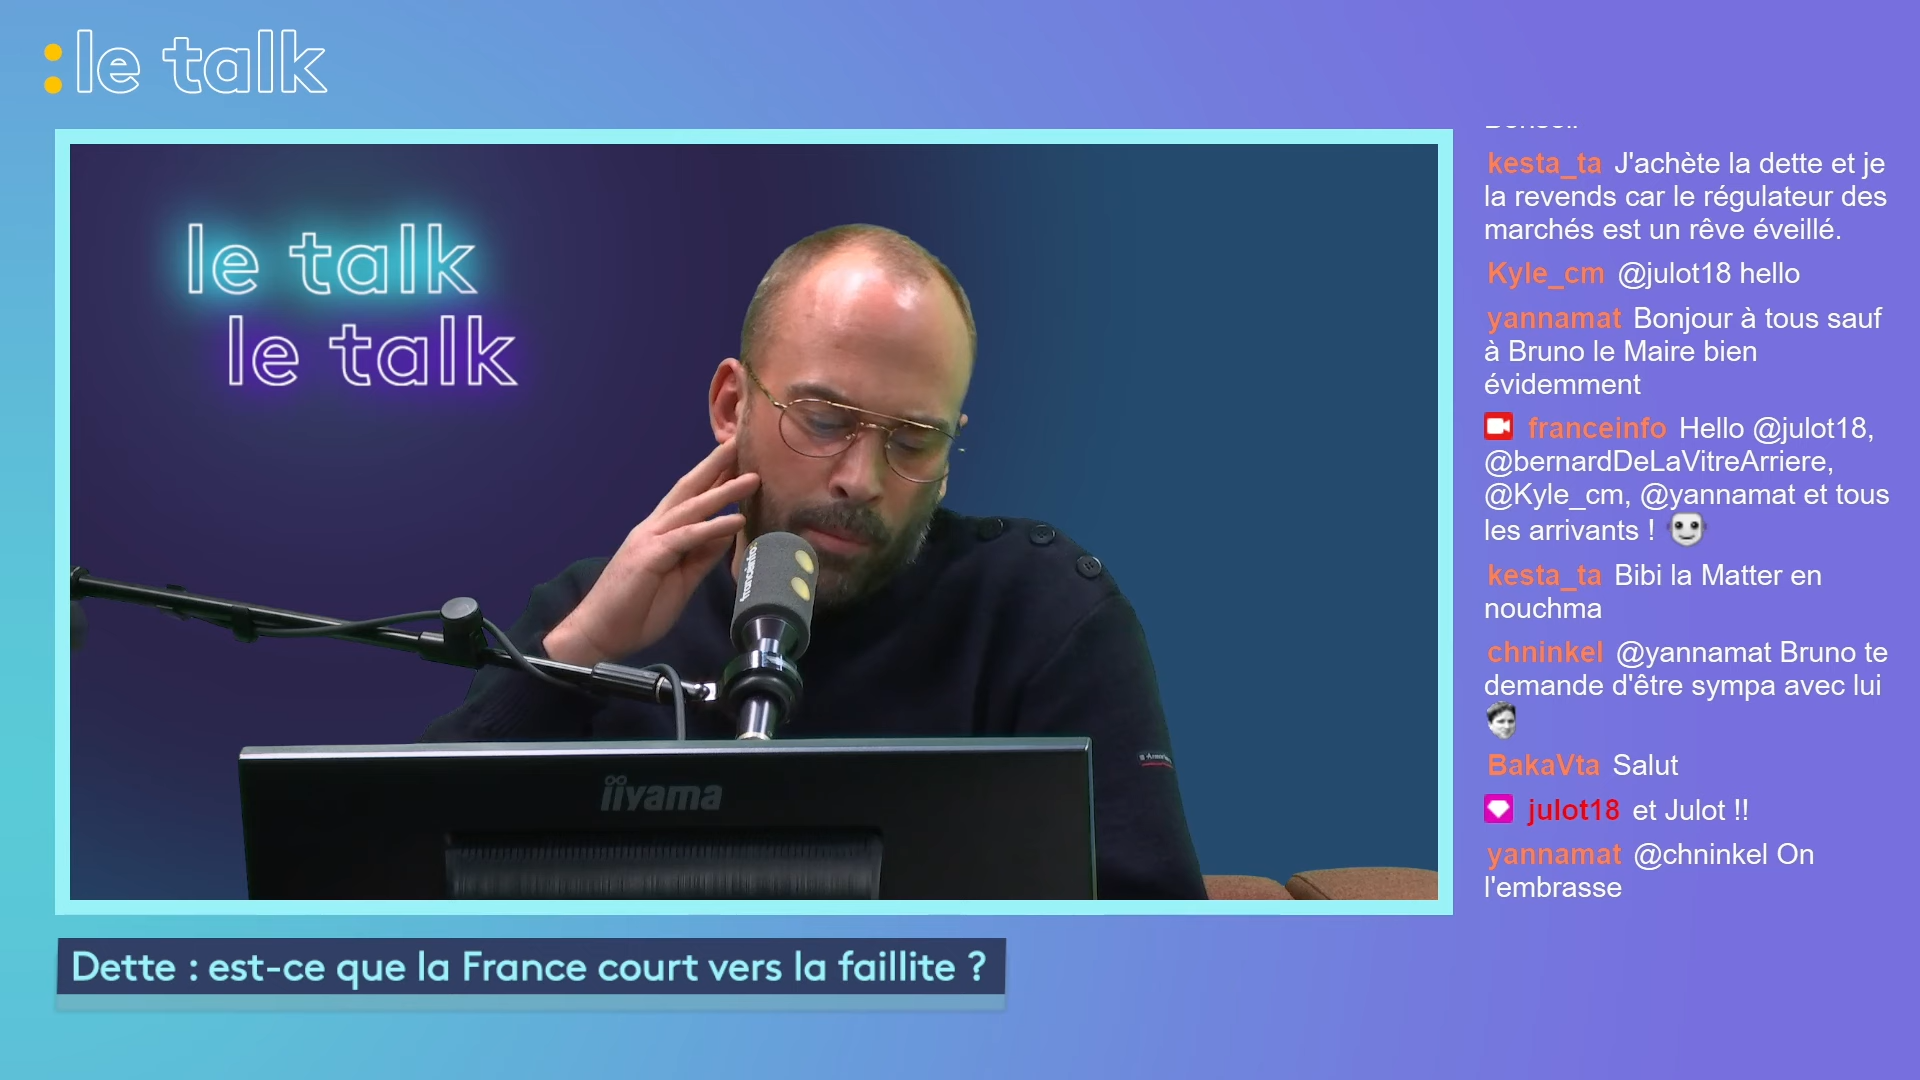 :le talk
le talk
le talk
franceinfo:
iiyama
Dette : est-ce que la France court vers la faillite ?
kesta_ta J'achète la dette et je
la revends car le régulateur des
marchés est un rêve éveillé.
Kyle_cm @julot18 hello
yannamat Bonjour à tous sauf
à Bruno le Maire bien
évidemment
franceinfo Hello @julot18,
@bernardDeLaVitreArriere,
@Kyle_cm, @yannamat et tous
les arrivants !
kesta_ta Bibi la Matter en
nouchma
chninkel @yannamat Bruno te
demande d'être sympa avec lui
BakaVta Salut
julot18 et Julot !!
yannamat @chninkel On
l'embrasse